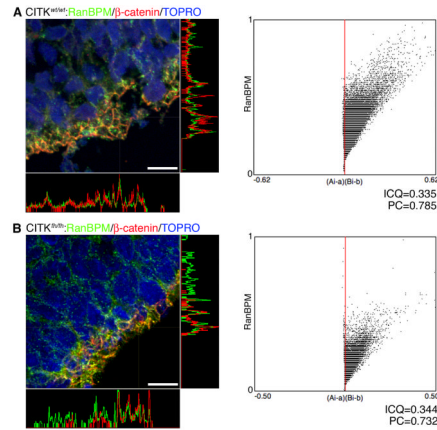 A CITKwt/wt:RanBPM/β-catenin/TOPRO
1
RanBPM
0
-0.62
(Ai-a)(Bi-b)
0.62
ICQ=0.335
PC=0.785
B CITKfh/fh:RanBPM/β-catenin/TOPRO
1
RanBPM
0
-0.50
(Ai-a)(Bi-b)
0.50
ICQ=0.344
PC=0.732